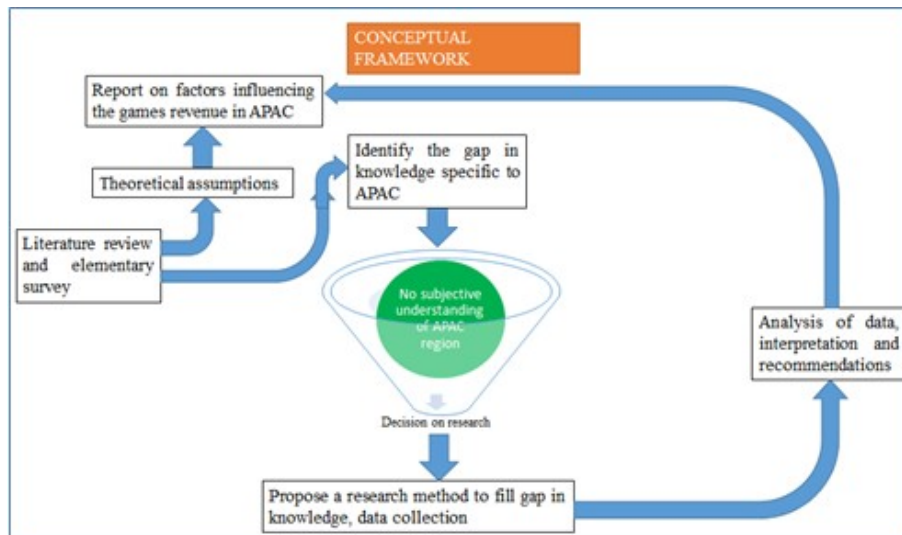 CONCEPTUAL
FRAMEWORK
Report on factors influencing
the games revenue in APAC
Identify the gap in
knowledge specific to
APAC
Theoretical assumptions
Literature review
and elementary
survey
No subjective
understanding
of APAC
region
Analysis of data,
interpretation and
recommendations
Decision on research
Propose a research method to fill gap in
knowledge, data collection